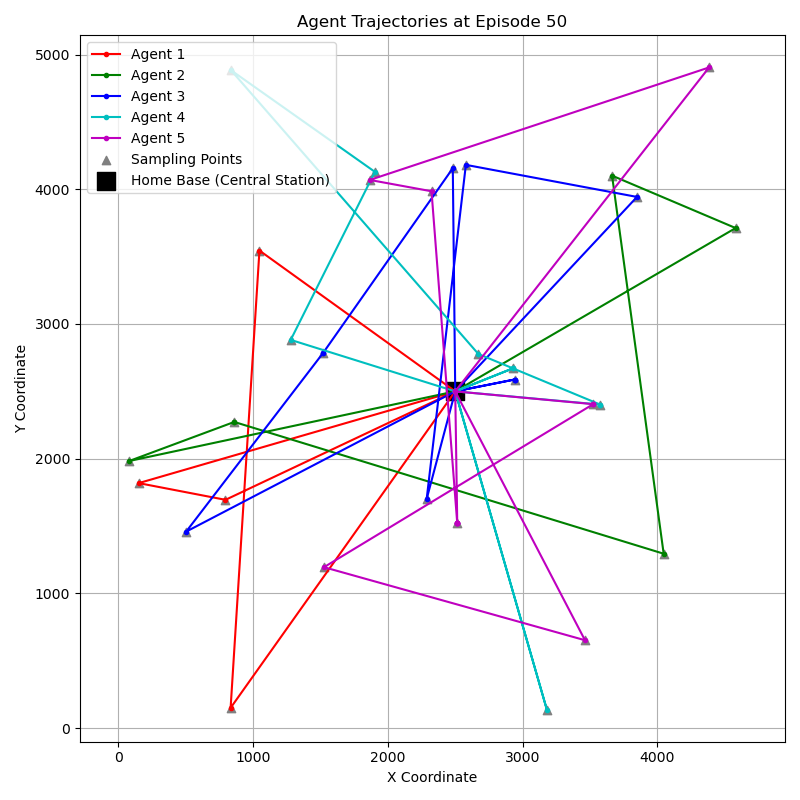 Agent Trajectories at Episode 50
Agent 1
Agent 2
Agent 3
Agent 4
Agent 5
Sampling Points
Home Base (Central Station)
5000
4000
3000
2000
1000
0
Y Coordinate
0
1000
2000
3000
4000
X Coordinate